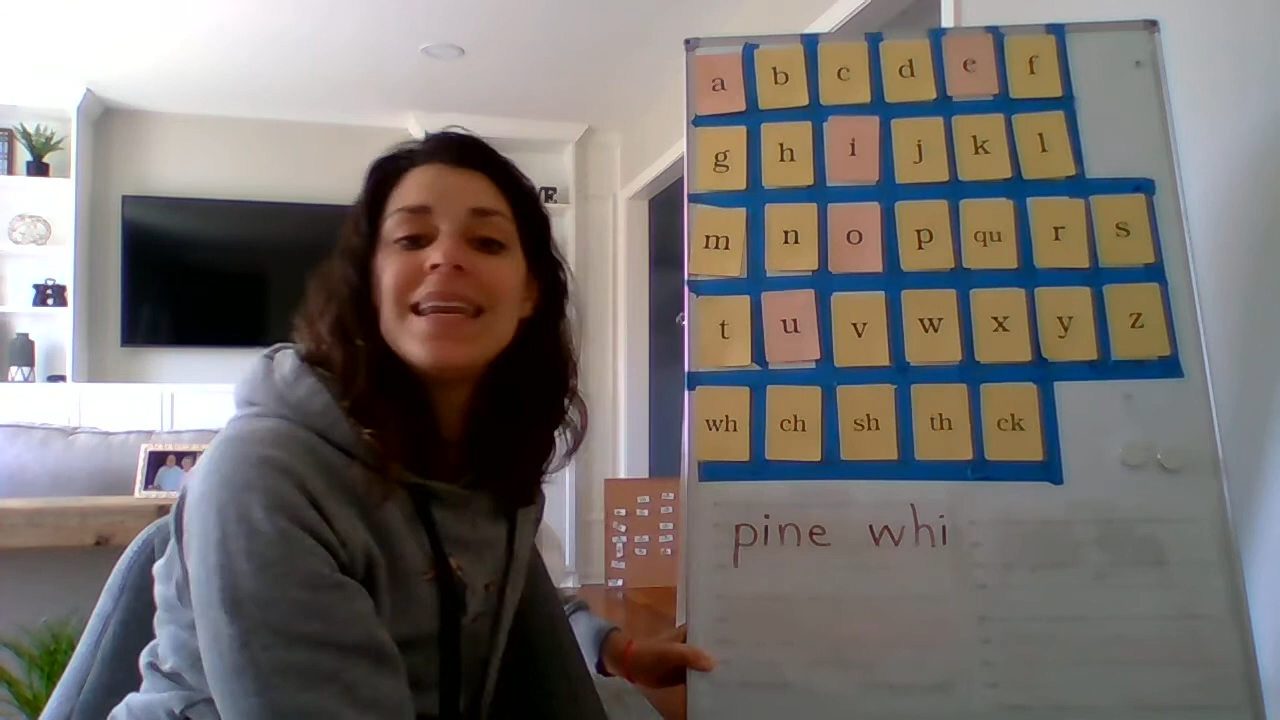 a b c d e f
g h i j k l
m n o p qu r s
t u v w x y z
wh ch sh th ck
pine whi